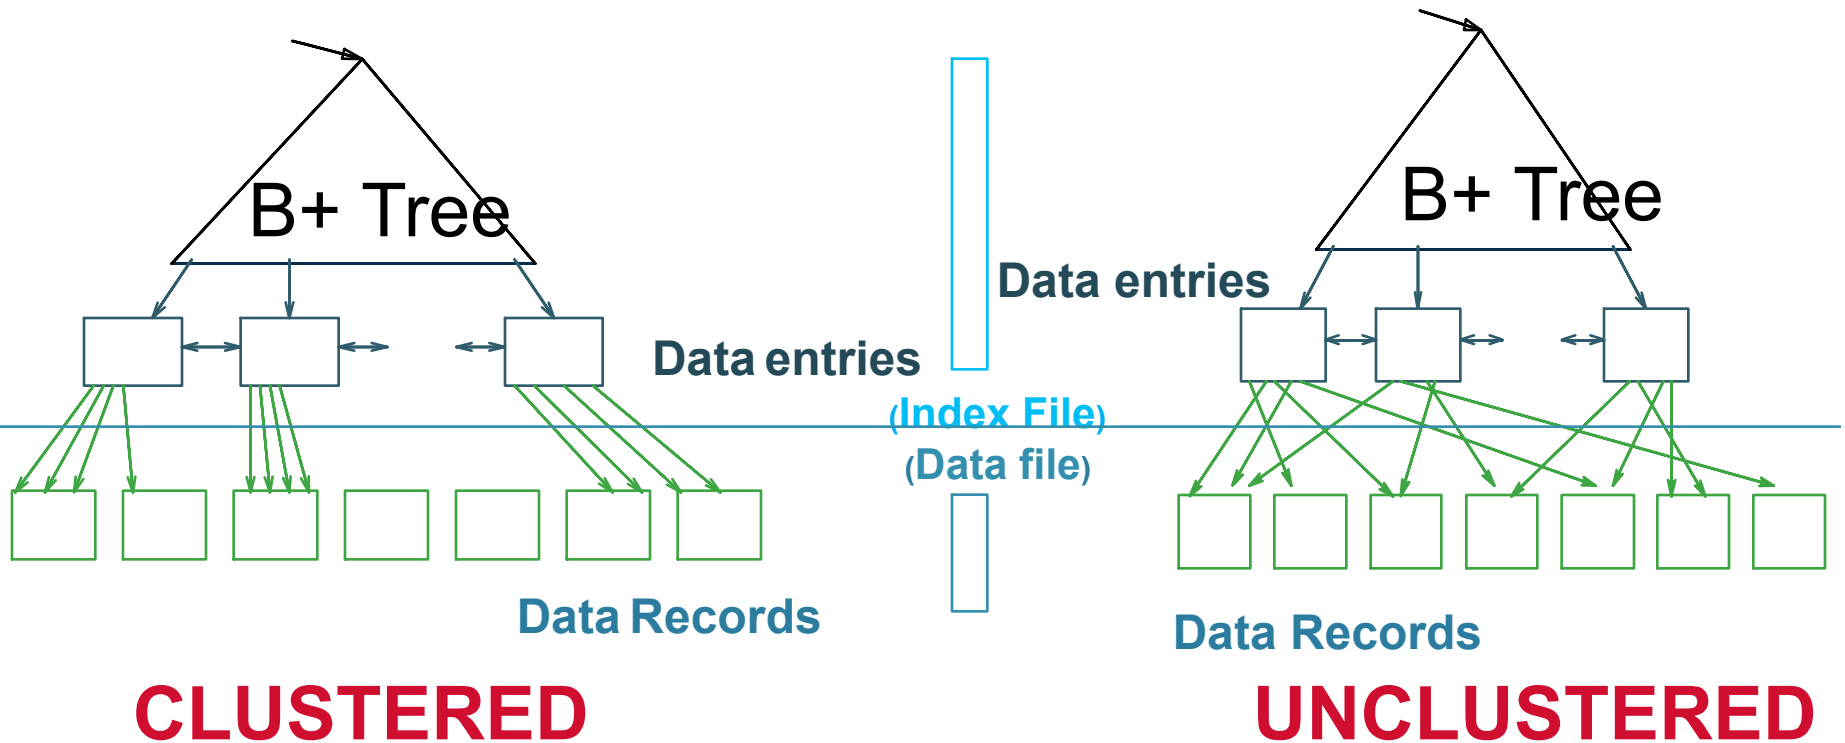 B+ Tree
B+ Tree
Data entries
Data entries
(Index File)
(Data file)
Data Records
Data Records
CLUSTERED
UNCLUSTERED